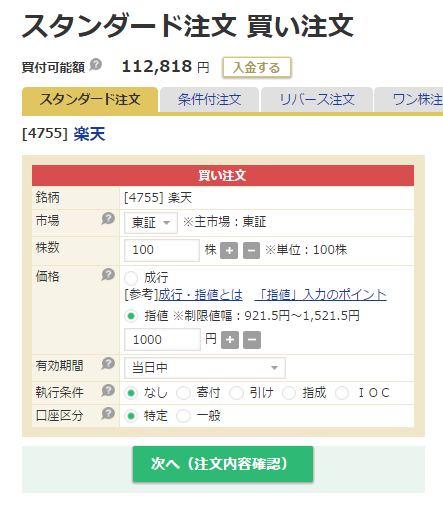 スタンダード注文 買い注文
買付可能額 ? 112,818 円 入金する
スタンダード注文 条件付注文 リバース注文 ワン株注
[4755] 楽天
買い注文
銘柄 [4755] 楽天
市場 ? 東証 ※主市場：東証
株数 100 株 + − ※単位：100株
価格 ? 成行
[参考]成行・指値とは 「指値」入力のポイント
指値 ※制限値幅：921.5円～1,521.5円
1000 円 + −
有効期間 ? 当日中
執行条件 ? なし 寄付 引け 指成 ＩＯＣ
口座区分 ? 特定 一般
次へ（注文内容確認）